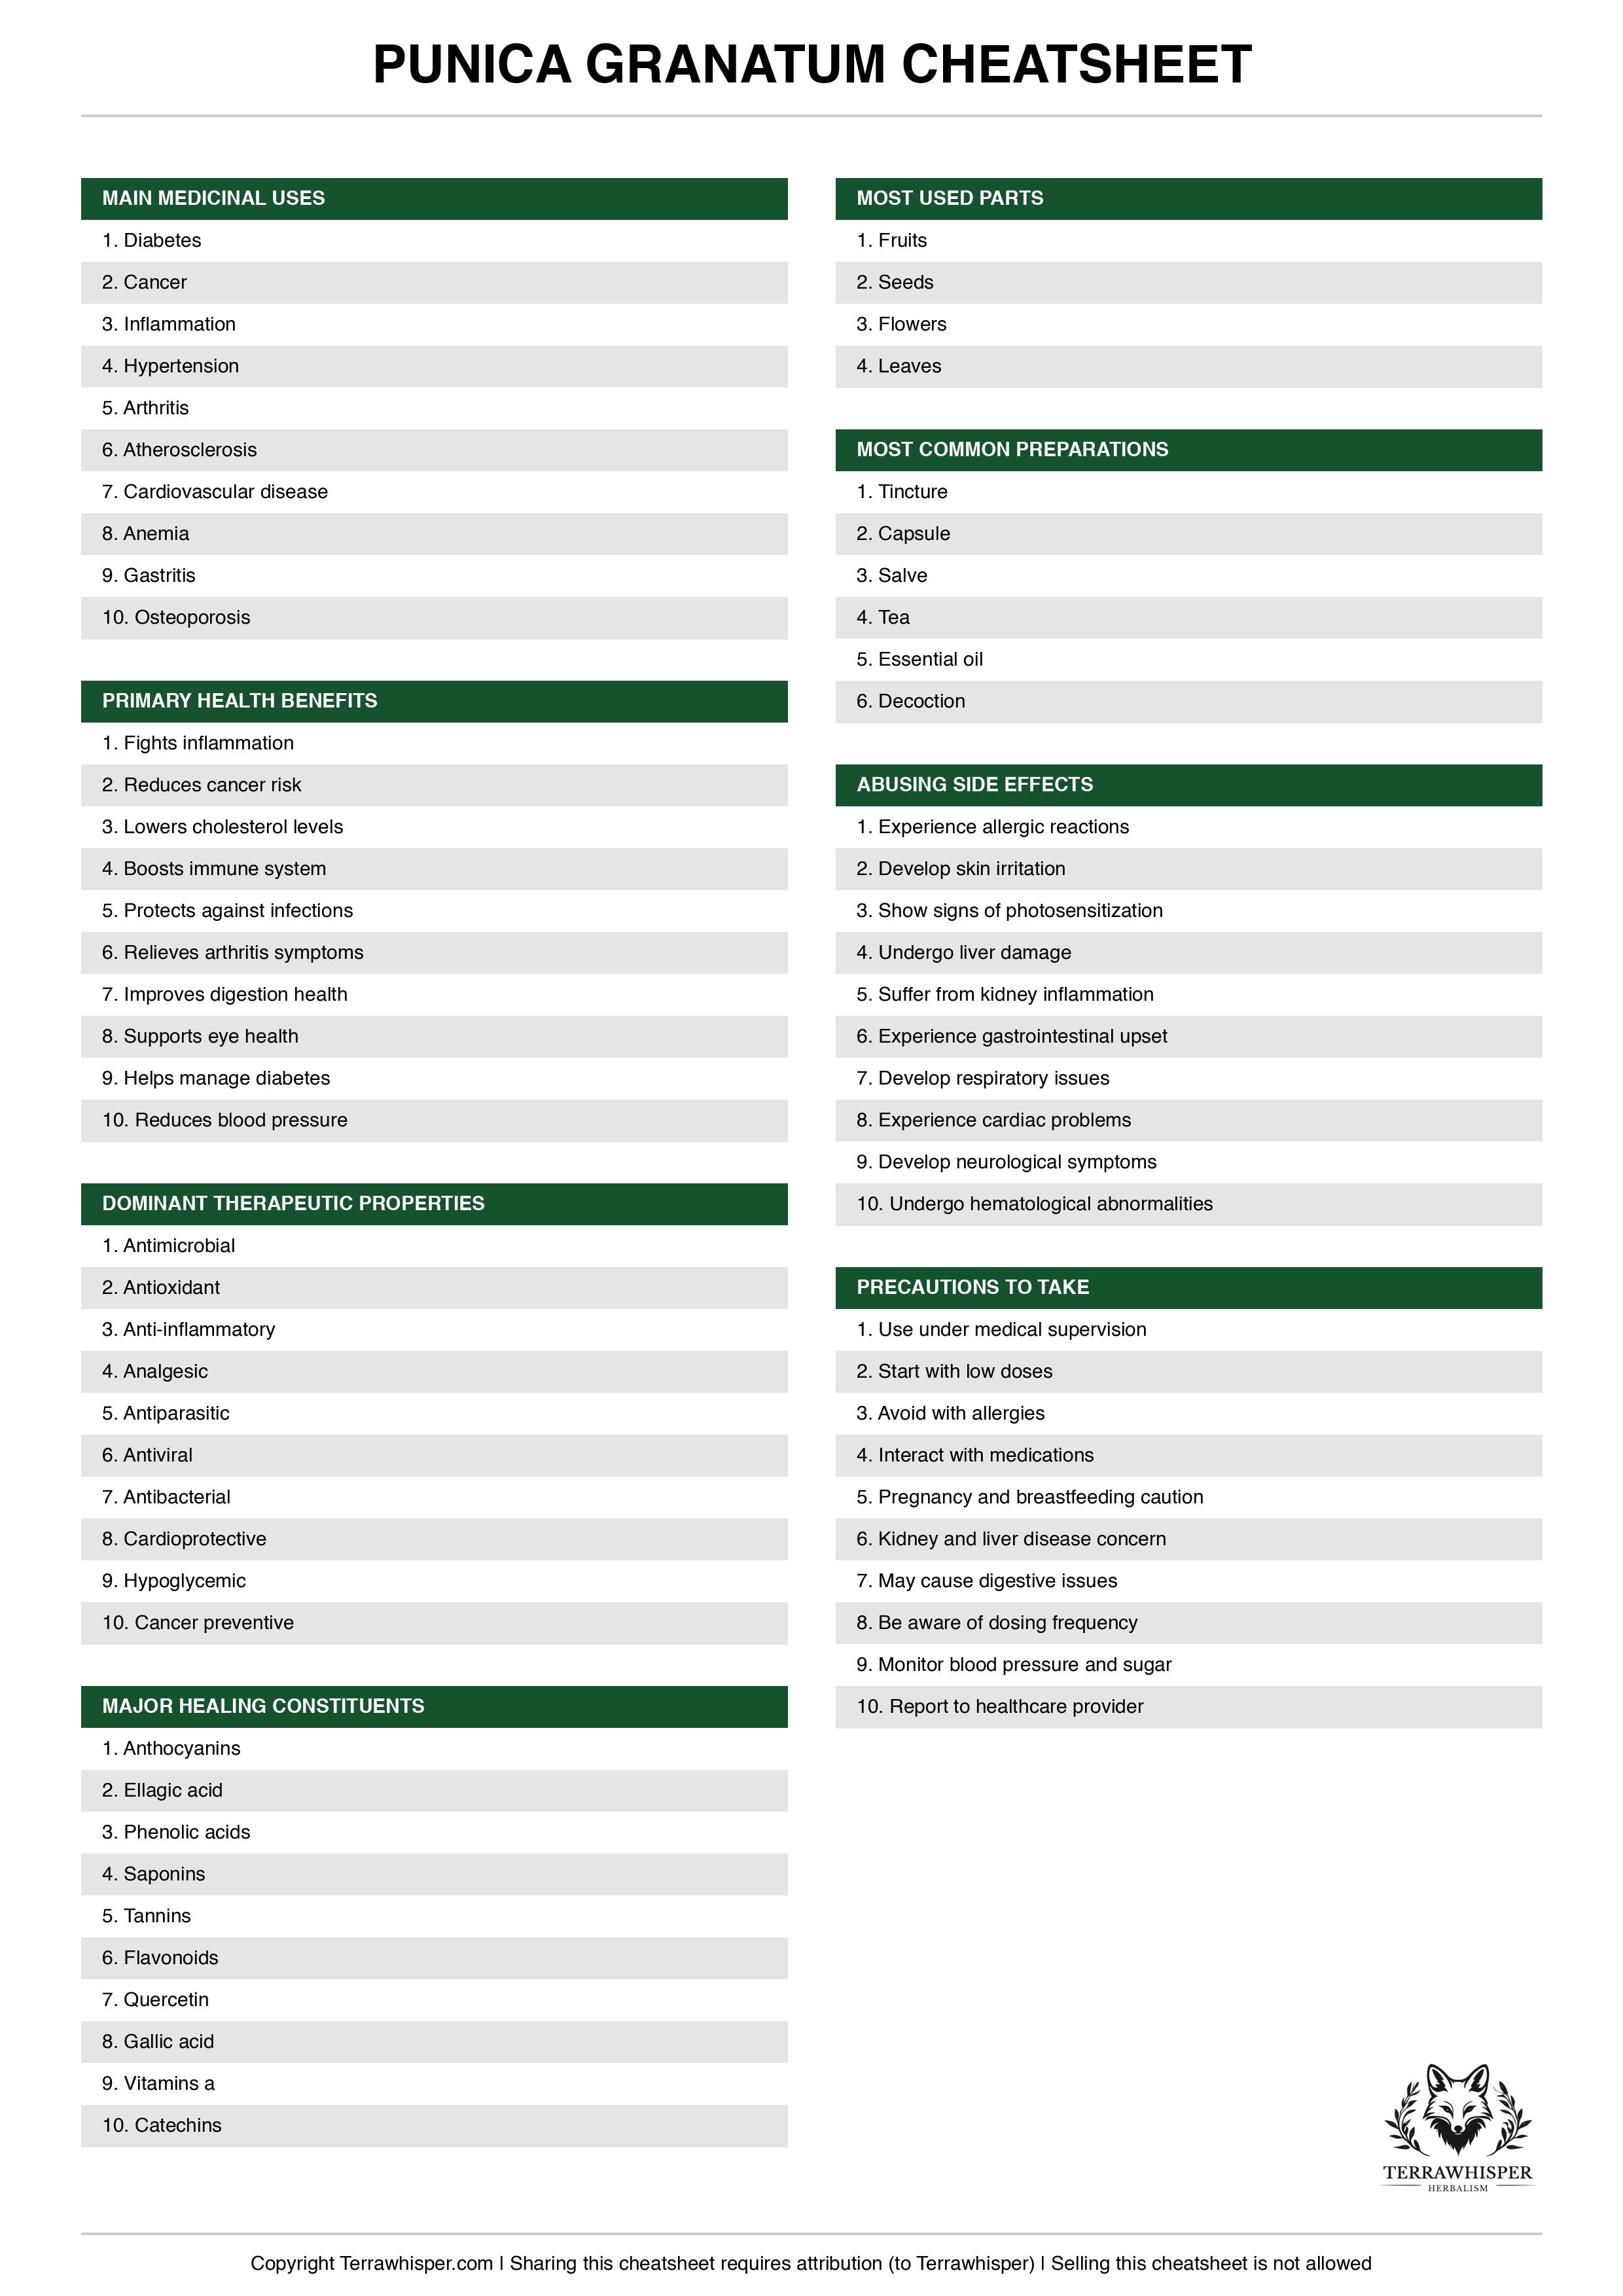 PUNICA GRANATUM CHEATSHEET
MAIN MEDICINAL USES
1. Diabetes
2. Cancer
3. Inflammation
4. Hypertension
5. Arthritis
6. Atherosclerosis
7. Cardiovascular disease
8. Anemia
9. Gastritis
10. Osteoporosis
PRIMARY HEALTH BENEFITS
1. Fights inflammation
2. Reduces cancer risk
3. Lowers cholesterol levels
4. Boosts immune system
5. Protects against infections
6. Relieves arthritis symptoms
7. Improves digestion health
8. Supports eye health
9. Helps manage diabetes
10. Reduces blood pressure
DOMINANT THERAPEUTIC PROPERTIES
1. Antimicrobial
2. Antioxidant
3. Anti-inflammatory
4. Analgesic
5. Antiparasitic
6. Antiviral
7. Antibacterial
8. Cardioprotective
9. Hypoglycemic
10. Cancer preventive
MAJOR HEALING CONSTITUENTS
1. Anthocyanins
2. Ellagic acid
3. Phenolic acids
4. Saponins
5. Tannins
6. Flavonoids
7. Quercetin
8. Gallic acid
9. Vitamins a
10. Catechins
MOST USED PARTS
1. Fruits
2. Seeds
3. Flowers
4. Leaves
MOST COMMON PREPARATIONS
1. Tincture
2. Capsule
3. Salve
4. Tea
5. Essential oil
6. Decoction
ABUSING SIDE EFFECTS
1. Experience allergic reactions
2. Develop skin irritation
3. Show signs of photosensitization
4. Undergo liver damage
5. Suffer from kidney inflammation
6. Experience gastrointestinal upset
7. Develop respiratory issues
8. Experience cardiac problems
9. Develop neurological symptoms
10. Undergo hematological abnormalities
PRECAUTIONS TO TAKE
1. Use under medical supervision
2. Start with low doses
3. Avoid with allergies
4. Interact with medications
5. Pregnancy and breastfeeding caution
6. Kidney and liver disease concern
7. May cause digestive issues
8. Be aware of dosing frequency
9. Monitor blood pressure and sugar
10. Report to healthcare provider
TERRAWHISPER
HERBALISM
Copyright Terrawhisper.com | Sharing this cheatsheet requires attribution (to Terrawhisper) | Selling this cheatsheet is not allowed